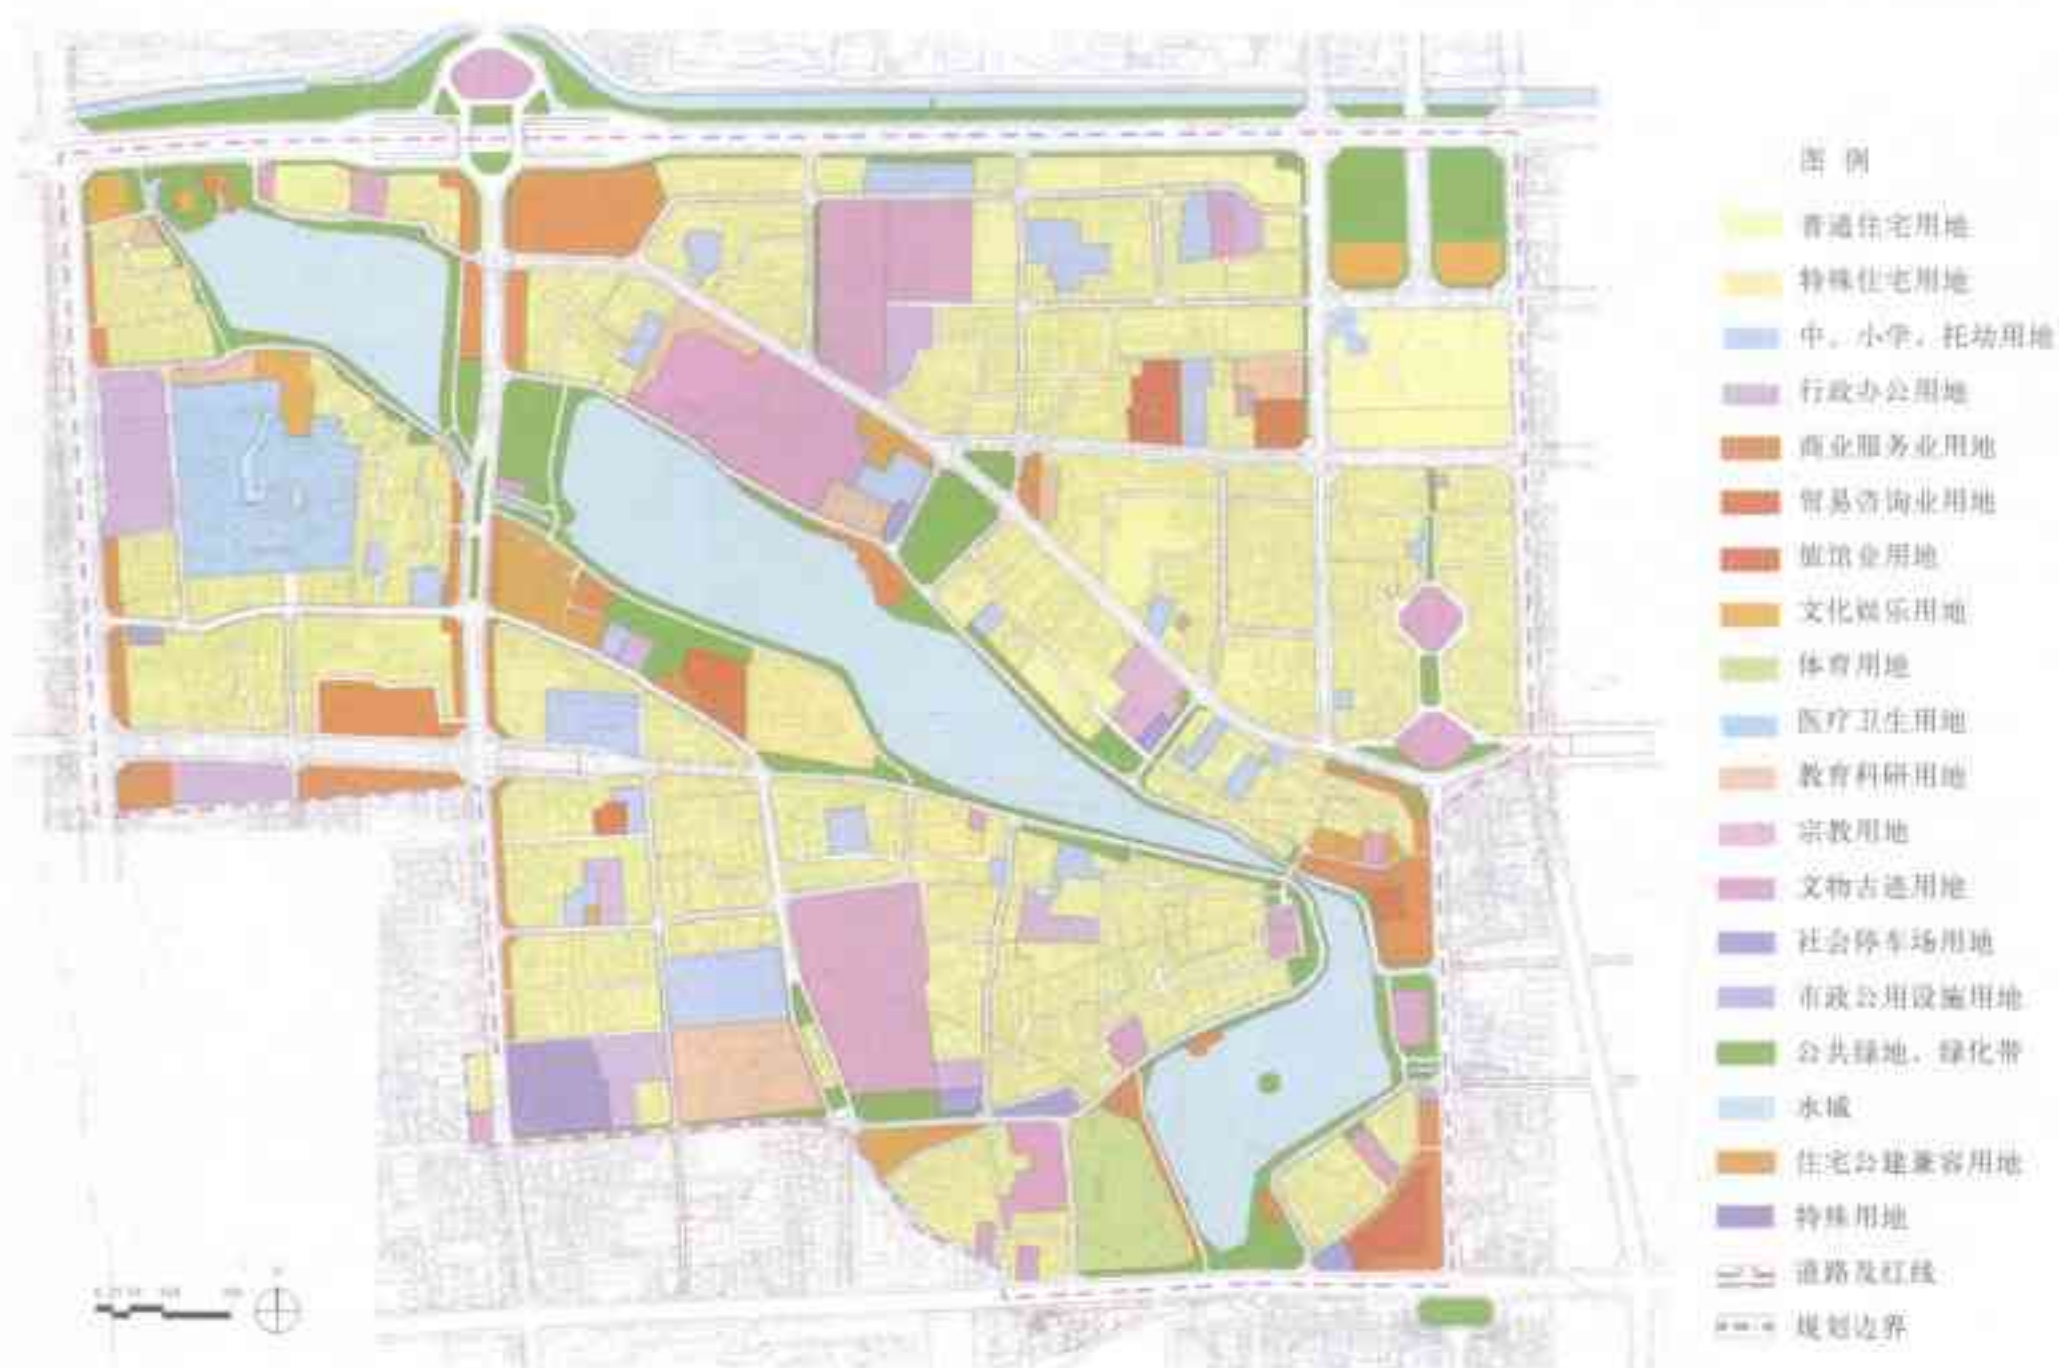 图 例
普通住宅用地
特殊住宅用地
中、小学、托幼用地
行政办公用地
商业服务业用地
贸易咨询业用地
旅馆业用地
文化娱乐用地
体育用地
医疗卫生用地
教育科研用地
宗教用地
文物古迹用地
社会停车场用地
市政公用设施用地
公共绿地、绿化带
水域
住宅公建兼容用地
特殊用地
道路及红线
规划边界